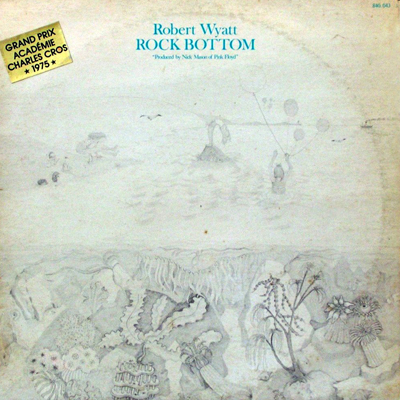 Robert Wyatt
ROCK BOTTOM
"Produced by Nick Mason of Pink Floyd"
GRAND PRIX
ACADÉMIE
CHARLES CROS
★ 1975 ★